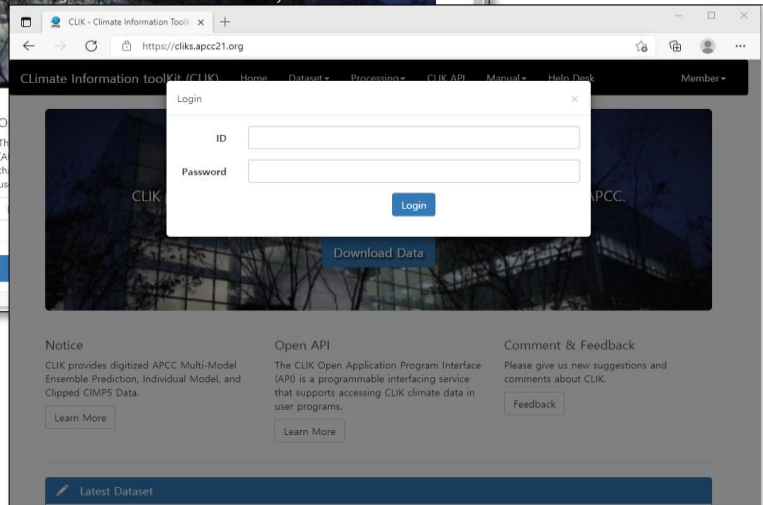 CLIK - Climate Information Toolk
https://cliks.apcc21.org
CLimate Information toolKit (CLIK) Home Dataset Processing CLIK API Manual Help Desk Member
Login
ID
Password
Login
CLIK
APCC.
Download Data
Notice
CLIK provides digitized APCC Multi-Model
Ensemble Prediction, Individual Model, and
Clipped CIMP5 Data.
Learn More
Open API
The CLIK Open Application Program Interface
(API) is a programmable interfacing service
that supports accessing CLIK climate data in
user programs.
Learn More
Comment & Feedback
Please give us new suggestions and
comments about CLIK.
Feedback
Latest Dataset